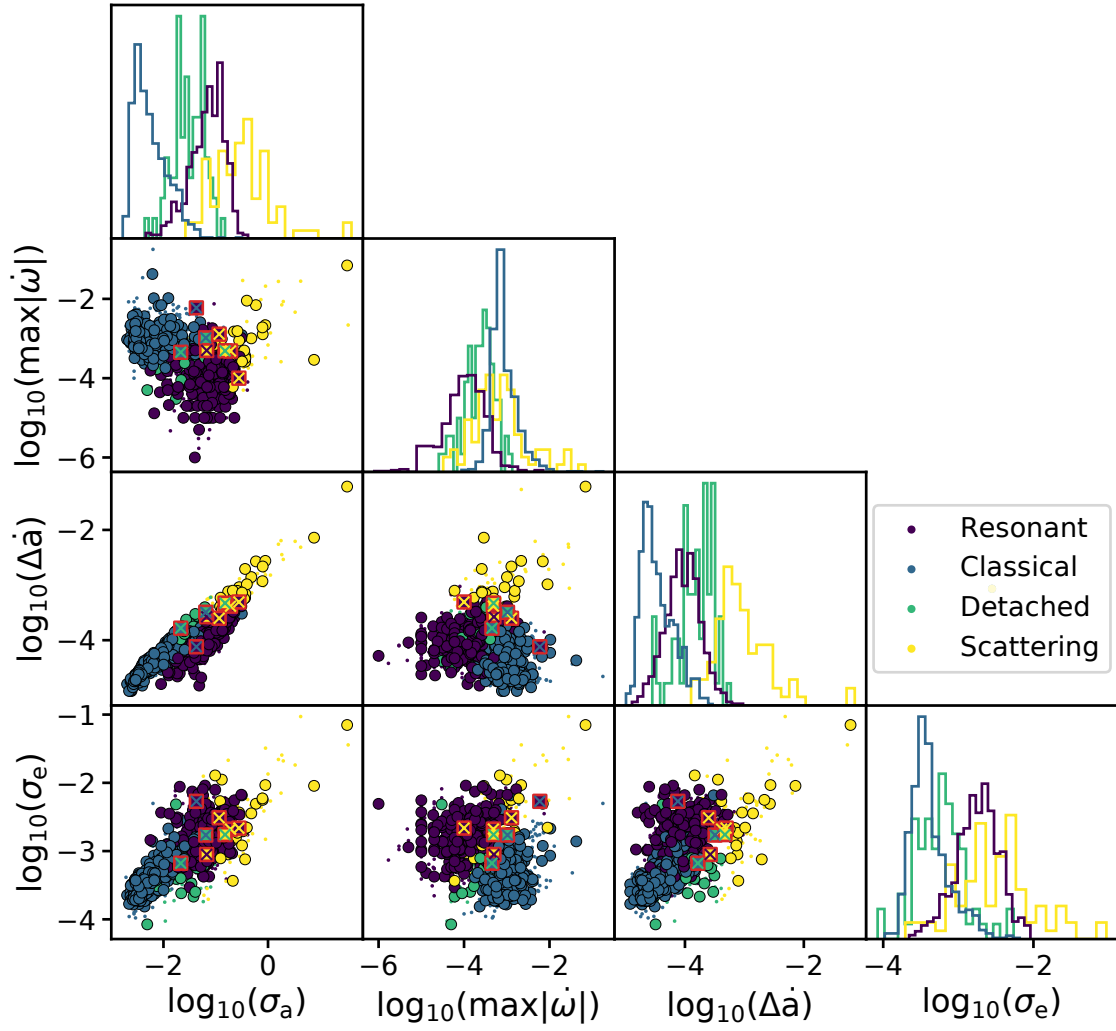 log₁₀(max|ω̇|)
−2
−4
−6
log₁₀(Δȧ)
−2
−4
Resonant
Classical
Detached
Scattering
log₁₀(σₑ)
−1
−2
−3
−4
−2 0 −6 −4 −2 −4 −2 −4 −2
log₁₀(σₐ) log₁₀(max|ω̇|) log₁₀(Δȧ) log₁₀(σₑ)